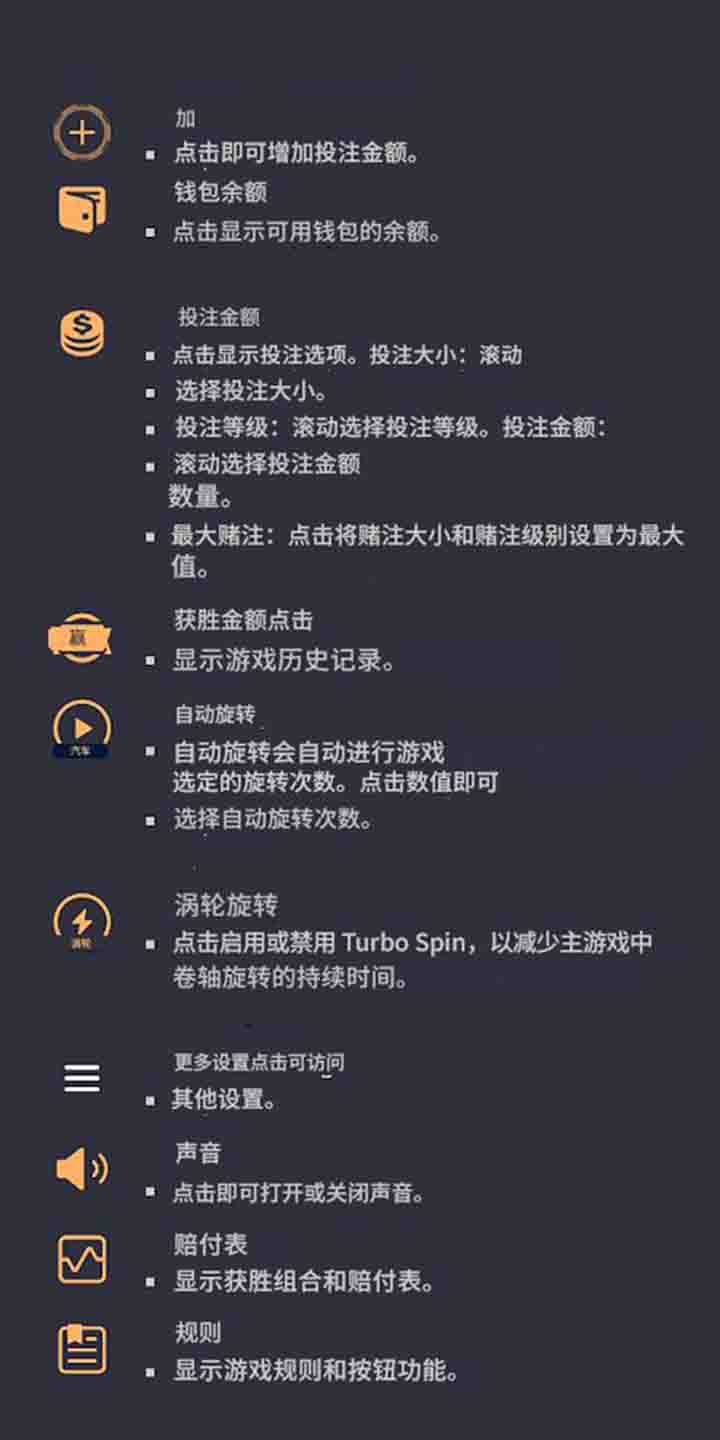 加
点击即可增加投注金额。
钱包余额
点击显示可用钱包的余额。
投注金额
点击显示投注选项。投注大小：滚动
选择投注大小。
投注等级：滚动选择投注等级。投注金额：
滚动选择投注金额
数量。
最大赌注：点击将赌注大小和赌注级别设置为最大
值。
获胜金额点击
赢
显示游戏历史记录。
自动旋转
汽车
自动旋转会自动进行游戏
选定的旋转次数。点击数值即可
选择自动旋转次数。
涡轮旋转
涡轮
点击启用或禁用 Turbo Spin，以减少主游戏中
卷轴旋转的持续时间。
更多设置点击可访问
其他设置。
声音
点击即可打开或关闭声音。
赔付表
显示获胜组合和赔付表。
规则
显示游戏规则和按钮功能。